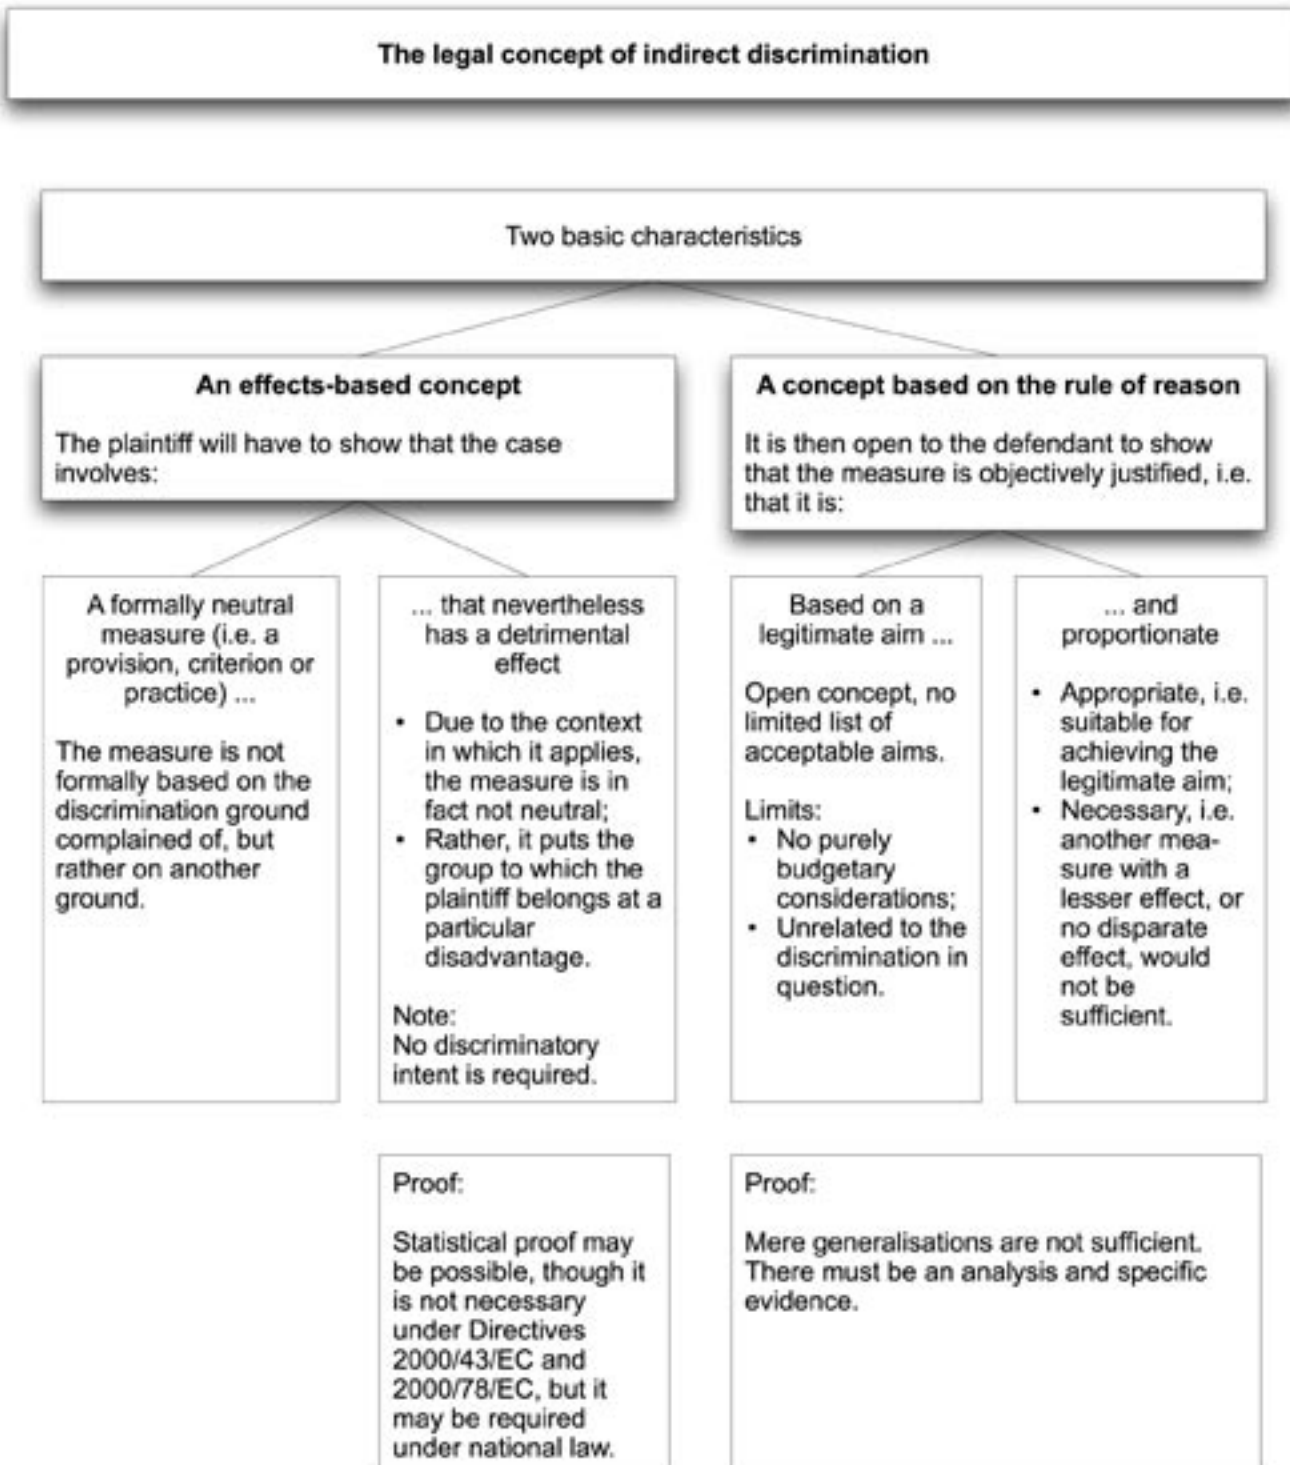 The legal concept of indirect discrimination
Two basic characteristics
An effects-based concept
The plaintiff will have to show that the case
involves:
A concept based on the rule of reason
It is then open to the defendant to show
that the measure is objectively justified, i.e.
that it is:
A formally neutral
measure (i.e. a
provision, criterion or
practice) ...
The measure is not
formally based on the
discrimination ground
complained of, but
rather on another
ground.
... that nevertheless
has a detrimental
effect
• Due to the context
in which it applies,
the measure is in
fact not neutral;
• Rather, it puts the
group to which the
plaintiff belongs at a
particular
disadvantage.
Note:
No discriminatory
intent is required.
Based on a
legitimate aim ...
Open concept, no
limited list of
acceptable aims.
Limits:
• No purely
budgetary
considerations;
• Unrelated to the
discrimination in
question.
... and
proportionate
• Appropriate, i.e.
suitable for
achieving the
legitimate aim;
• Necessary, i.e.
another mea-
sure with a
lesser effect, or
no disparate
effect, would
not be
sufficient.
Proof:
Statistical proof may
be possible, though it
is not necessary
under Directives
2000/43/EC and
2000/78/EC, but it
may be required
under national law.
Proof:
Mere generalisations are not sufficient.
There must be an analysis and specific
evidence.